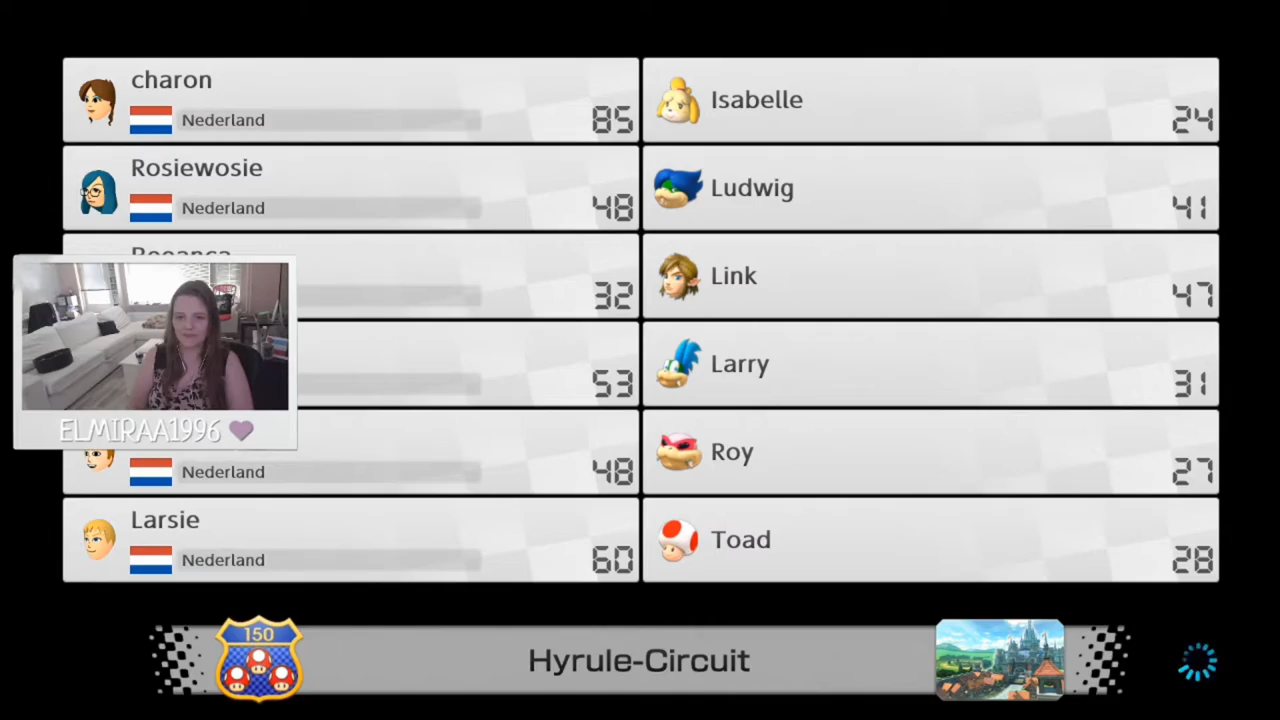 charon
Nederland
85
Rosiewosie
Nederland
48
32
53
Nederland
48
Larsie
Nederland
60
Isabelle
24
Ludwig
41
Link
47
Larry
31
Roy
27
Toad
28
ELMIRAA1996
150
Hyrule-Circuit